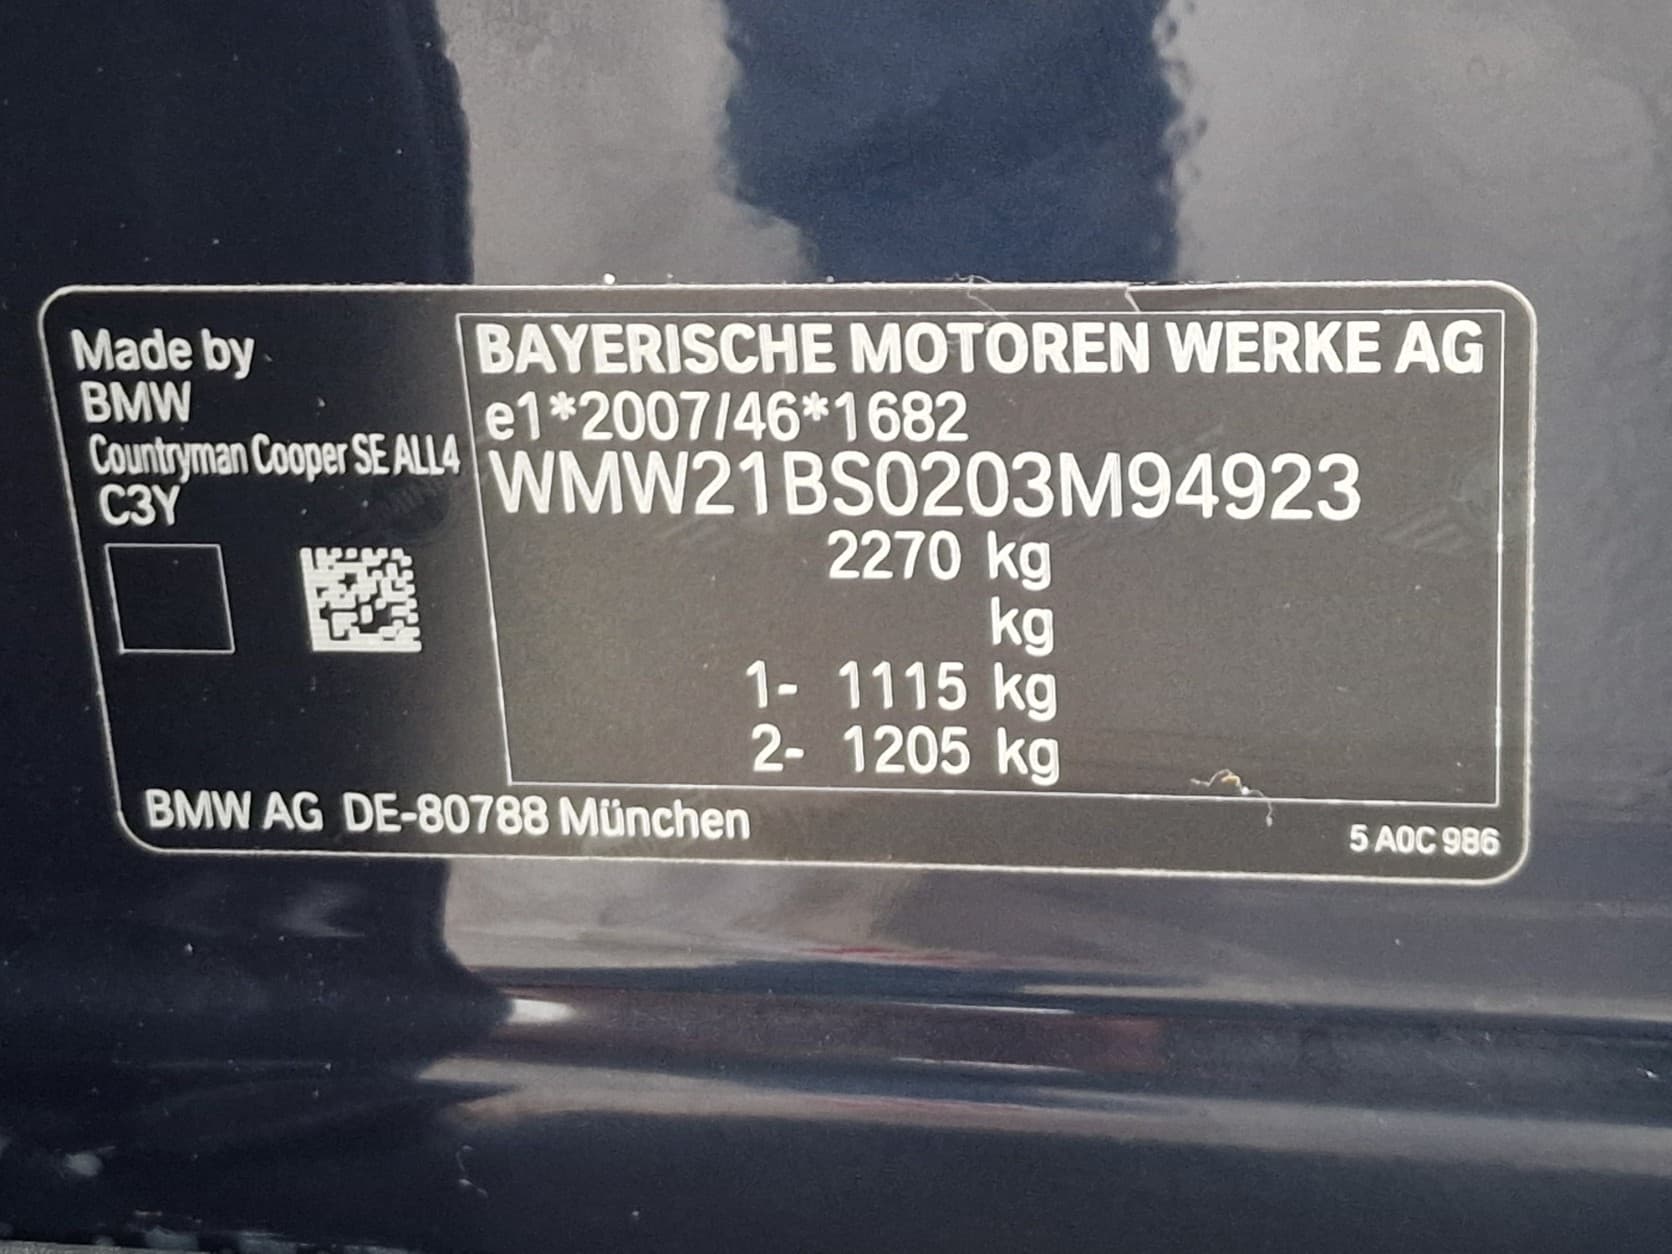 Made by
BMW
Countryman Cooper SE ALL4
C3Y
BAYERISCHE MOTOREN WERKE AG
e1*2007/46*1682
WMW21BS0203M94923
2270 kg
kg
1- 1115 kg
2- 1205 kg
BMW AG DE-80788 München
5 A0C 986